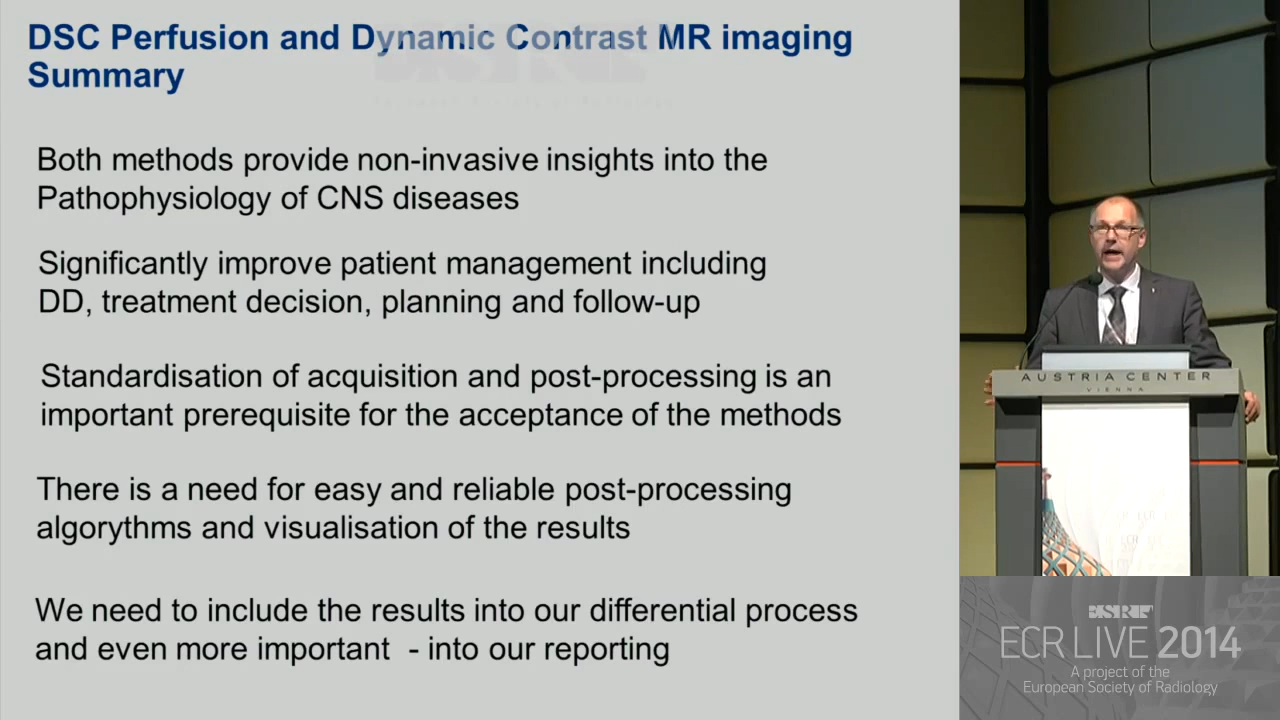 DSC Perfusion and Dynamic Contrast MR imaging
Summary
Both methods provide non-invasive insights into the
Pathophysiology of CNS diseases
Significantly improve patient management including
DD, treatment decision, planning and follow-up
Standardisation of acquisition and post-processing is an
important prerequisite for the acceptance of the methods
There is a need for easy and reliable post-processing
algorythms and visualisation of the results
We need to include the results into our differential process
and even more important - into our reporting
AUSTRIA CENTER
VIENNA
ESR
ECR LIVE 2014
A project of the
European Society of Radiology